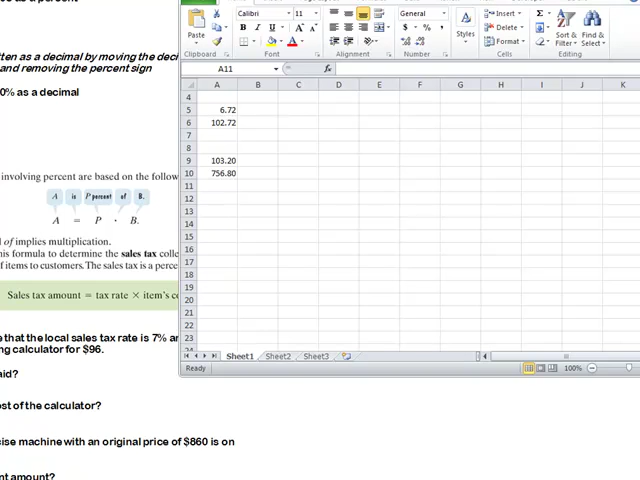 as a percent
tten as a decimal by moving the deci
and removing the percent sign
0% as a decimal
involving percent are based on the follow
A is P percent of B.
A = P · B.
l of implies multiplication.
his formula to determine the sales tax colle
of items to customers. The sales tax is a perce
Sales tax amount = tax rate × item's co
e that the local sales tax rate is 7% an
ng calculator for $96.
aid?
ost of the calculator?
cise machine with an original price of $860 is on
nt amount?
Paste
Calibri 11
B I U
General
$ % ,
Styles
Insert
Delete
Format
Σ
Sort & Filter
Find & Select
Clipboard Font Alignment Number Cells Editing
A11 fx
A B C D E F G H I J K
4
5 6.72
6 102.72
7
8
9 103.20
10 756.80
11
12
13
14
15
16
17
18
19
20
21
22
23
24
Sheet1 Sheet2 Sheet3
Ready 100%